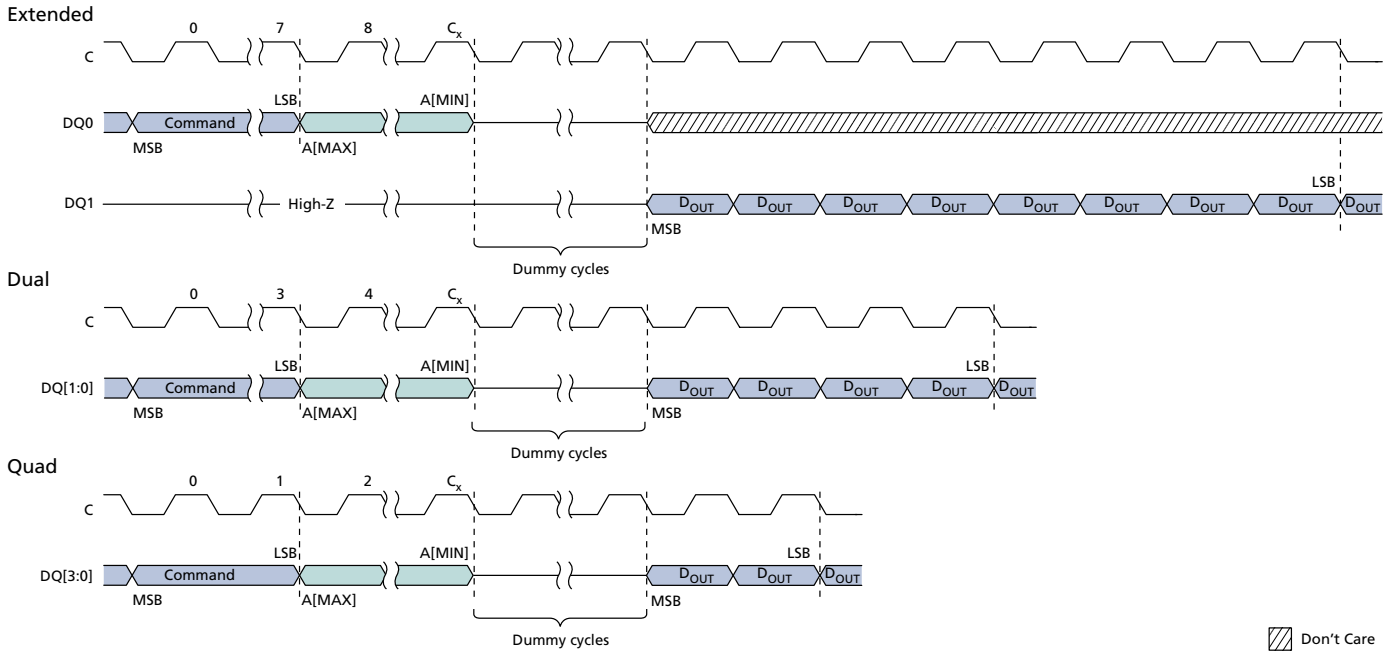 Extended
0 7 8 Cx
C
LSB A[MIN]
DQ0 Command
MSB A[MAX]
LSB
DQ1 High-Z DOUT DOUT DOUT DOUT DOUT DOUT DOUT DOUT DOUT
MSB
Dummy cycles
Dual
0 3 4 Cx
C
LSB A[MIN] LSB
DQ[1:0] Command DOUT DOUT DOUT DOUT DOUT
MSB A[MAX] MSB
Dummy cycles
Quad
0 1 2 Cx
C
LSB A[MIN] LSB
DQ[3:0] Command DOUT DOUT DOUT
MSB A[MAX] MSB
Dummy cycles
Don't Care